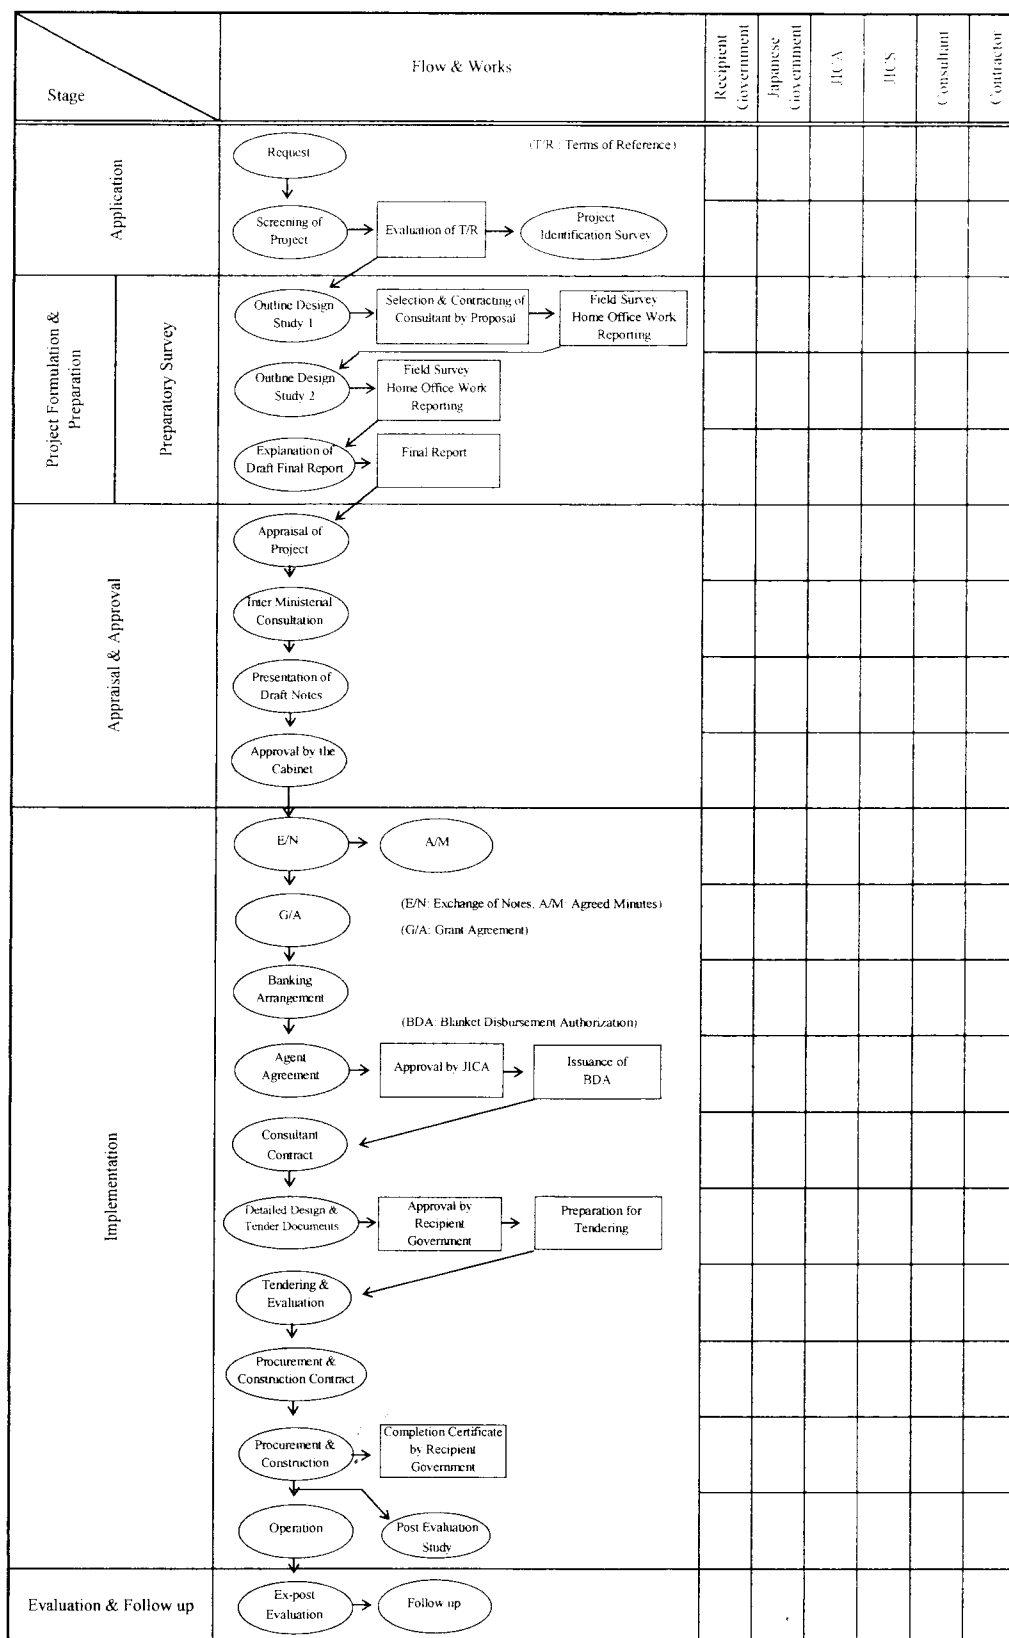 Stage
Flow & Works
Recipient
Government
Japanese
Government
JICA
JICS
Consultant
Contractor
Application
Request
(T/R : Terms of Reference)
Screening of
Project
Evaluation of T/R
Project
Identification Survey
Project Formulation &
Preparation
Preparatory Survey
Outline Design
Study 1
Selection & Contracting of
Consultant by Proposal
Field Survey
Home Office Work
Reporting
Outline Design
Study 2
Field Survey
Home Office Work
Reporting
Explanation of
Draft Final Report
Final Report
Appraisal & Approval
Appraisal of
Project
Inter Ministerial
Consultation
Presentation of
Draft Notes
Approval by the
Cabinet
Implementation
E/N
A/M
G/A
(E/N: Exchange of Notes, A/M: Agreed Minutes)
(G/A: Grant Agreement)
Banking
Arrangement
(BDA: Blanket Disbursement Authorization)
Agent
Agreement
Approval by JICA
Issuance of
BDA
Consultant
Contract
Detailed Design &
Tender Documents
Approval by
Recipient
Government
Preparation for
Tendering
Tendering &
Evaluation
Procurement &
Construction Contract
Procurement &
Construction
Completion Certificate
by Recipient
Government
Operation
Post Evaluation
Study
Evaluation & Follow up
Ex-post
Evaluation
Follow up